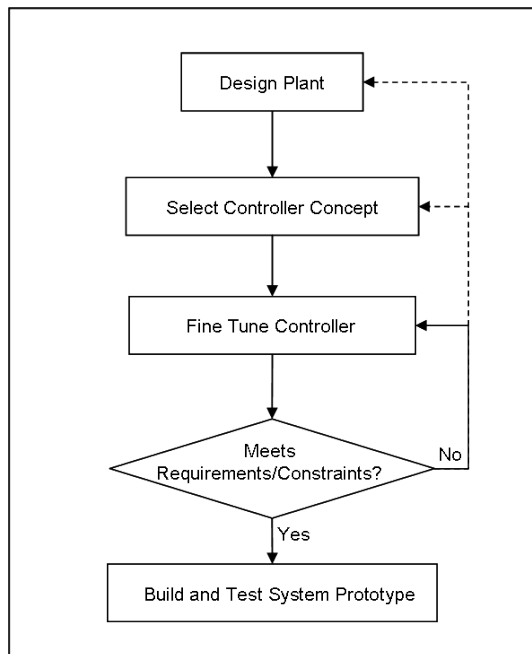 Design Plant
Select Controller Concept
Fine Tune Controller
Meets
Requirements/Constraints?
No
Yes
Build and Test System Prototype